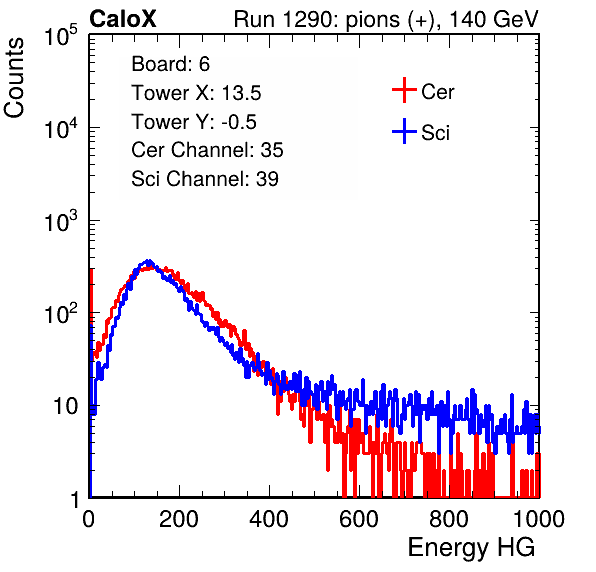 CaloX Run 1290: pions (+), 140 GeV
Counts
Board: 6
Tower X: 13.5
Tower Y: -0.5
Cer Channel: 35
Sci Channel: 39
Cer
Sci
10^5
10^4
10^3
10^2
10
1
0 200 400 600 800 1000
Energy HG